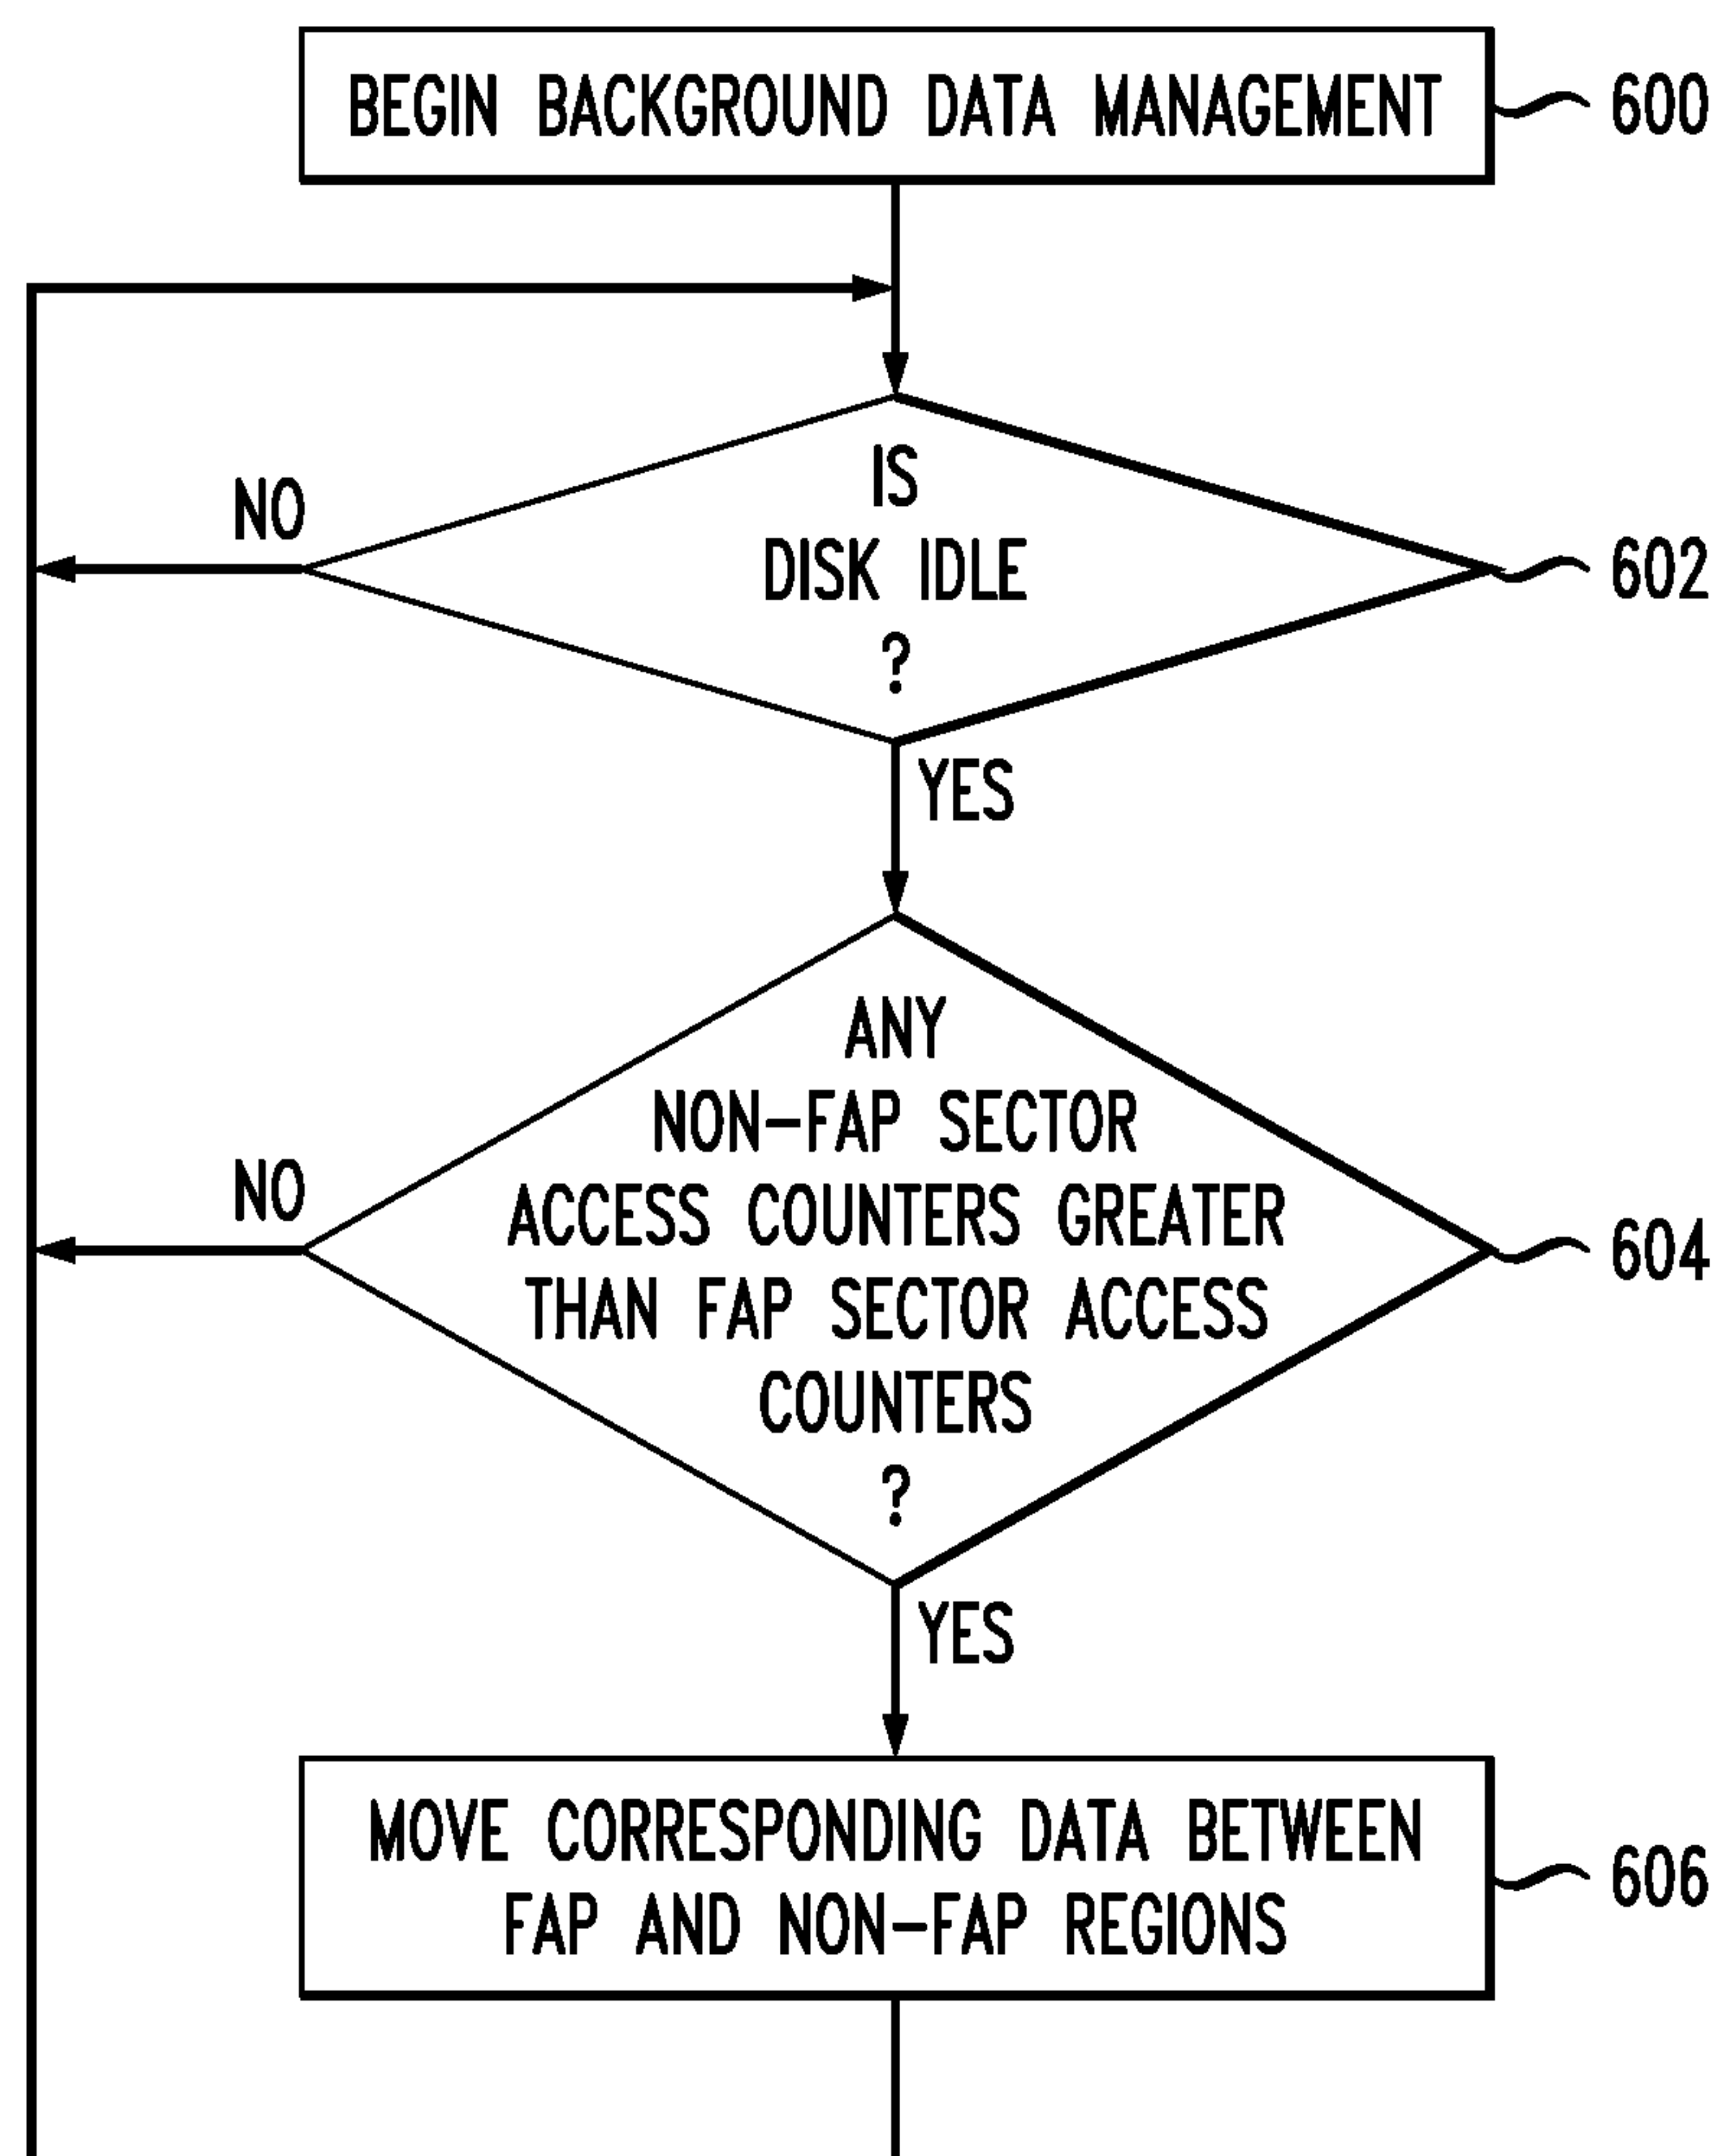 BEGIN BACKGROUND DATA MANAGEMENT
600
IS
DISK IDLE
?
NO
602
YES
ANY
NON-FAP SECTOR
ACCESS COUNTERS GREATER
THAN FAP SECTOR ACCESS
COUNTERS
?
NO
604
YES
MOVE CORRESPONDING DATA BETWEEN
FAP AND NON-FAP REGIONS
606